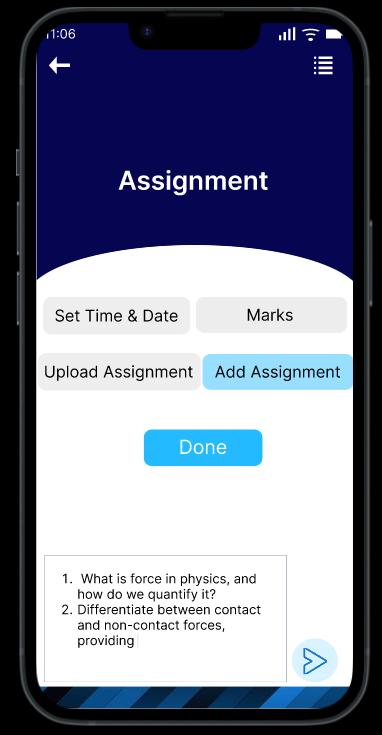 11:06
Assignment
Set Time & Date
Marks
Upload Assignment
Add Assignment
Done
1. What is force in physics, and
how do we quantify it?
2. Differentiate between contact
and non-contact forces,
providing